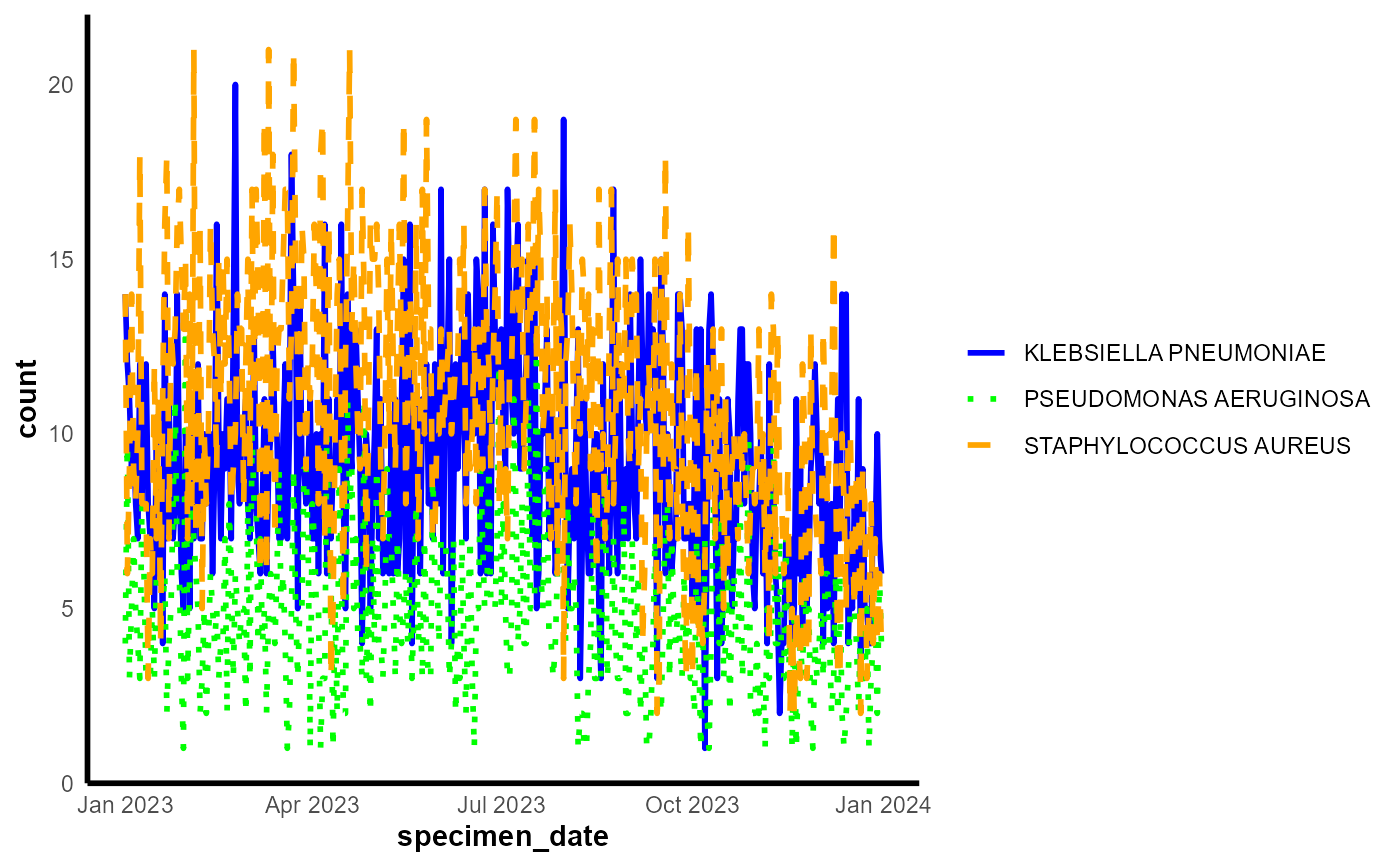 count
20
15
10
5
0
Jan 2023
Apr 2023
Jul 2023
Oct 2023
Jan 2024
specimen_date
KLEBSIELLA PNEUMONIAE
PSEUDOMONAS AERUGINOSA
STAPHYLOCOCCUS AUREUS